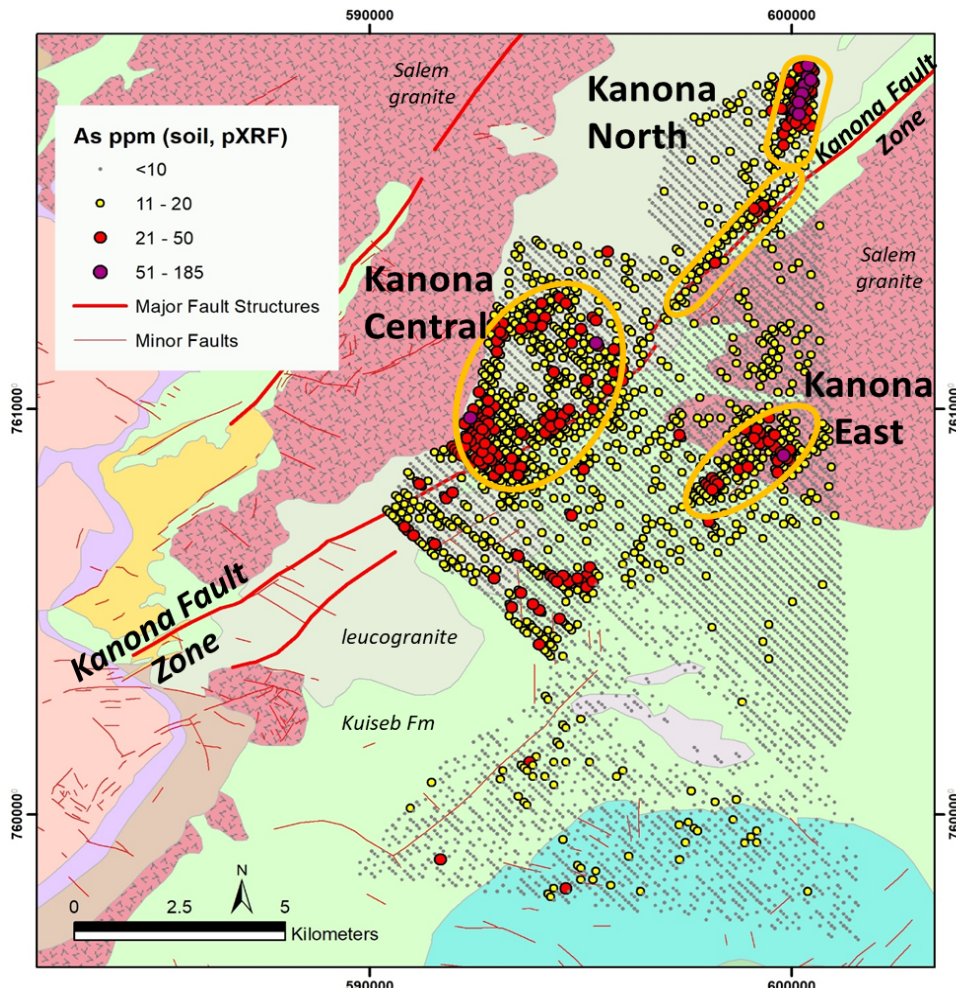 590000
600000
Salem
granite
Kanona
North
Kanona Fault
Zone
As ppm (soil, pXRF)
<10
11 - 20
21 - 50
51 - 185
Major Fault Structures
Minor Faults
Salem
granite
Kanona
Central
Kanona
East
761000
761000
Kanona Fault
Zone
leucogranite
Kuiseb Fm
760000
760000
N
0
2.5
5
Kilometers
590000
600000